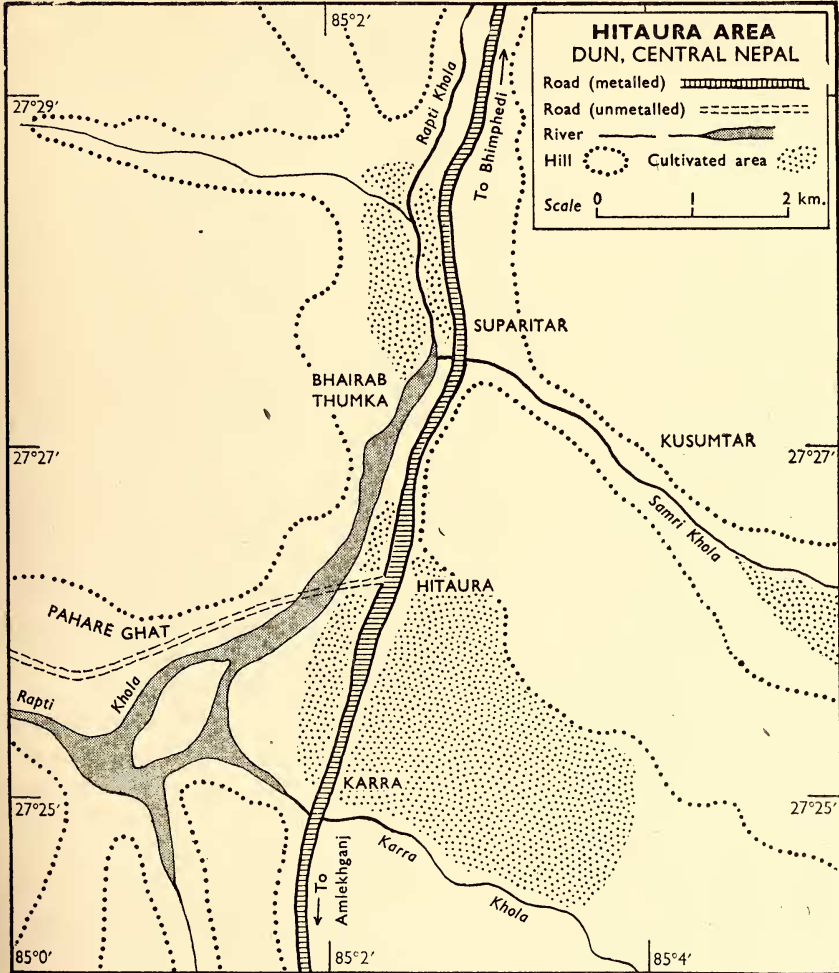 85°2′
HITAURA AREA
DUN, CENTRAL NEPAL
Road (metalled)
Road (unmetalled)
River
Hill
Cultivated area
Scale 0 1 2 km.
27°29′
Rapti Khola
To Bhimphedi
SUPARITAR
BHAIRAB
THUMKA
KUSUMTAR
27°27′
27°27′
Samri Khola
HITAURA
PAHARE GHAT
Rapti
Khola
KARRA
27°25′
27°25′
Karra
Khola
To
Amlekhganj
85°0′
85°2′
85°4′